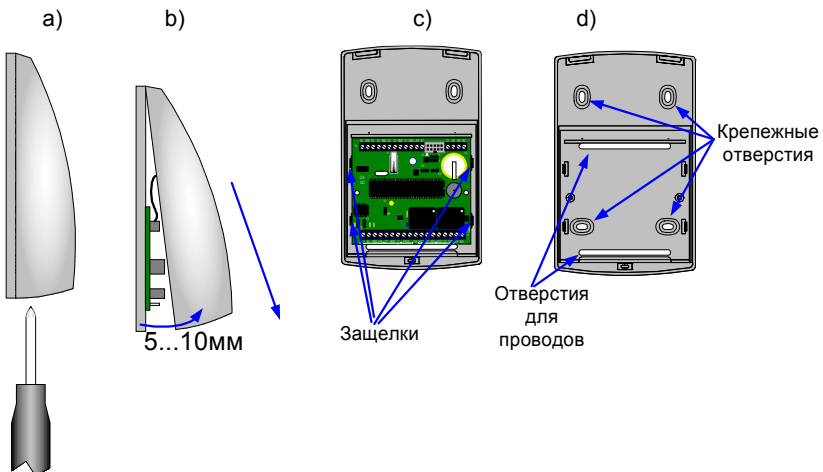 a)
b)
c)
d)
Крепежные
отверстия
5...10мм
Защелки
Отверстия
для
проводов